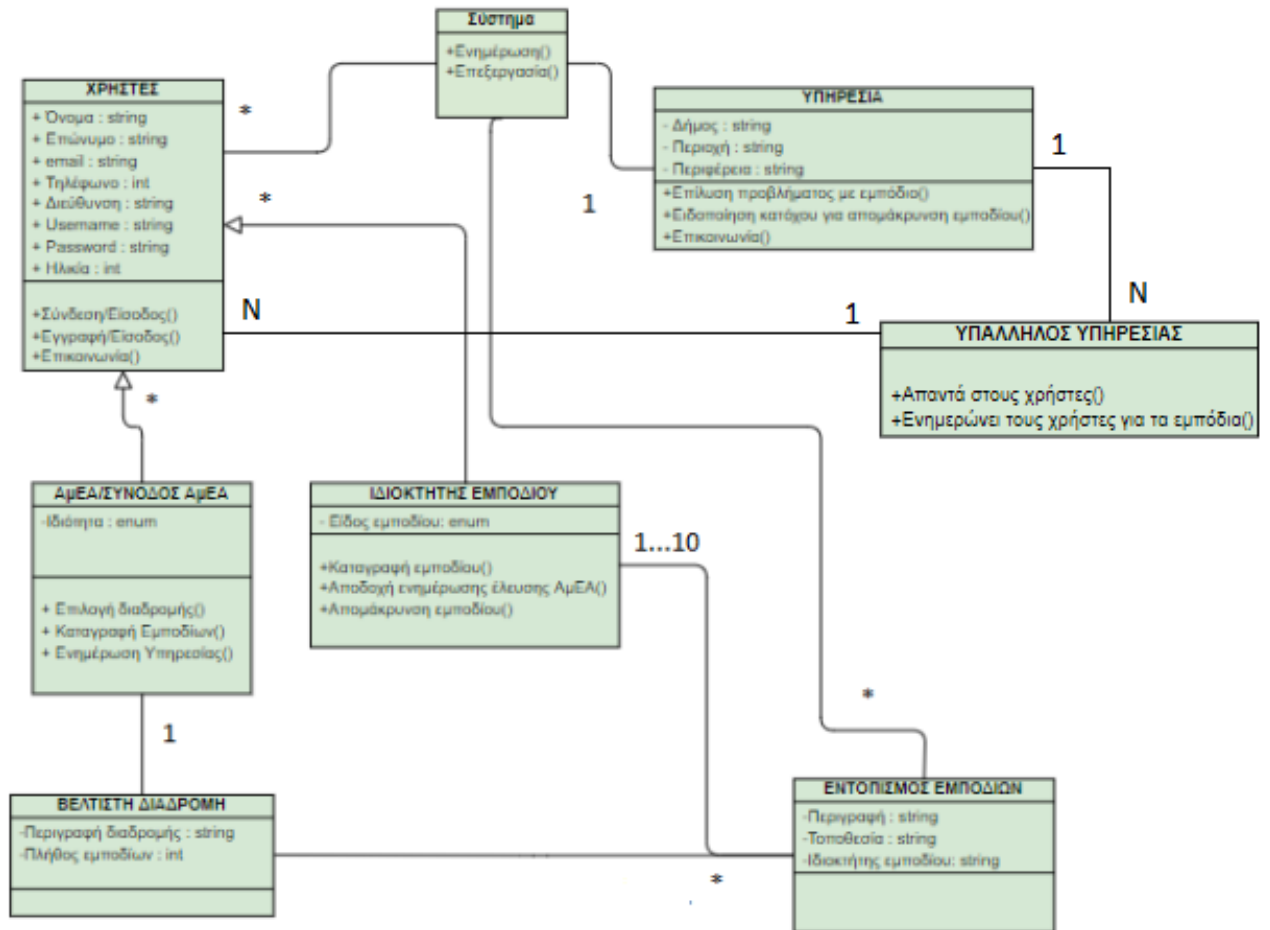 Σύστημα
+Ενημέρωση()
+Επεξεργασία()
ΧΡΗΣΤΕΣ
+ Όνομα : string
+ Επώνυμο : string
+ email : string
+ Τηλέφωνο : int
+ Διεύθυνση : string
+ Username : string
+ Password : string
+ Ηλικία : int
+Σύνδεση/Είσοδος()
+Εγγραφή/Είσοδος()
+Επικοινωνία()
*
*
1
ΥΠΗΡΕΣΙΑ
- Δήμος : string
- Περιοχή : string
- Περιφέρεια : string
+Επίλυση προβλήματος με εμπόδιο()
+Ειδοποίηση κατόχου για απομάκρυνση εμποδίου()
+Επικοινωνία()
1
N
N
1
ΥΠΑΛΛΗΛΟΣ ΥΠΗΡΕΣΙΑΣ
+Απαντά στους χρήστες()
+Ενημερώνει τους χρήστες για τα εμπόδια()
*
ΑμΕΑ/ΣΥΝΟΔΟΣ ΑμΕΑ
-Ιδιότητα : enum
+ Επιλογή διαδρομής()
+ Καταγραφή Εμποδίων()
+ Ενημέρωση Υπηρεσίας()
ΙΔΙΟΚΤΗΤΗΣ ΕΜΠΟΔΙΟΥ
- Είδος εμποδίου: enum
+Καταγραφή εμποδίου()
+Αποδοχή ενημέρωσης έλευσης ΑμΕΑ()
+Απομάκρυνση εμποδίου()
1...10
*
1
ΒΕΛΤΙΣΤΗ ΔΙΑΔΡΟΜΗ
-Περιγραφή διαδρομής : string
-Πλήθος εμποδίων : int
*
ΕΝΤΟΠΙΣΜΟΣ ΕΜΠΟΔΙΩΝ
-Περιγραφή : string
-Τοποθεσία : string
-Ιδιοκτήτης εμποδίου: string